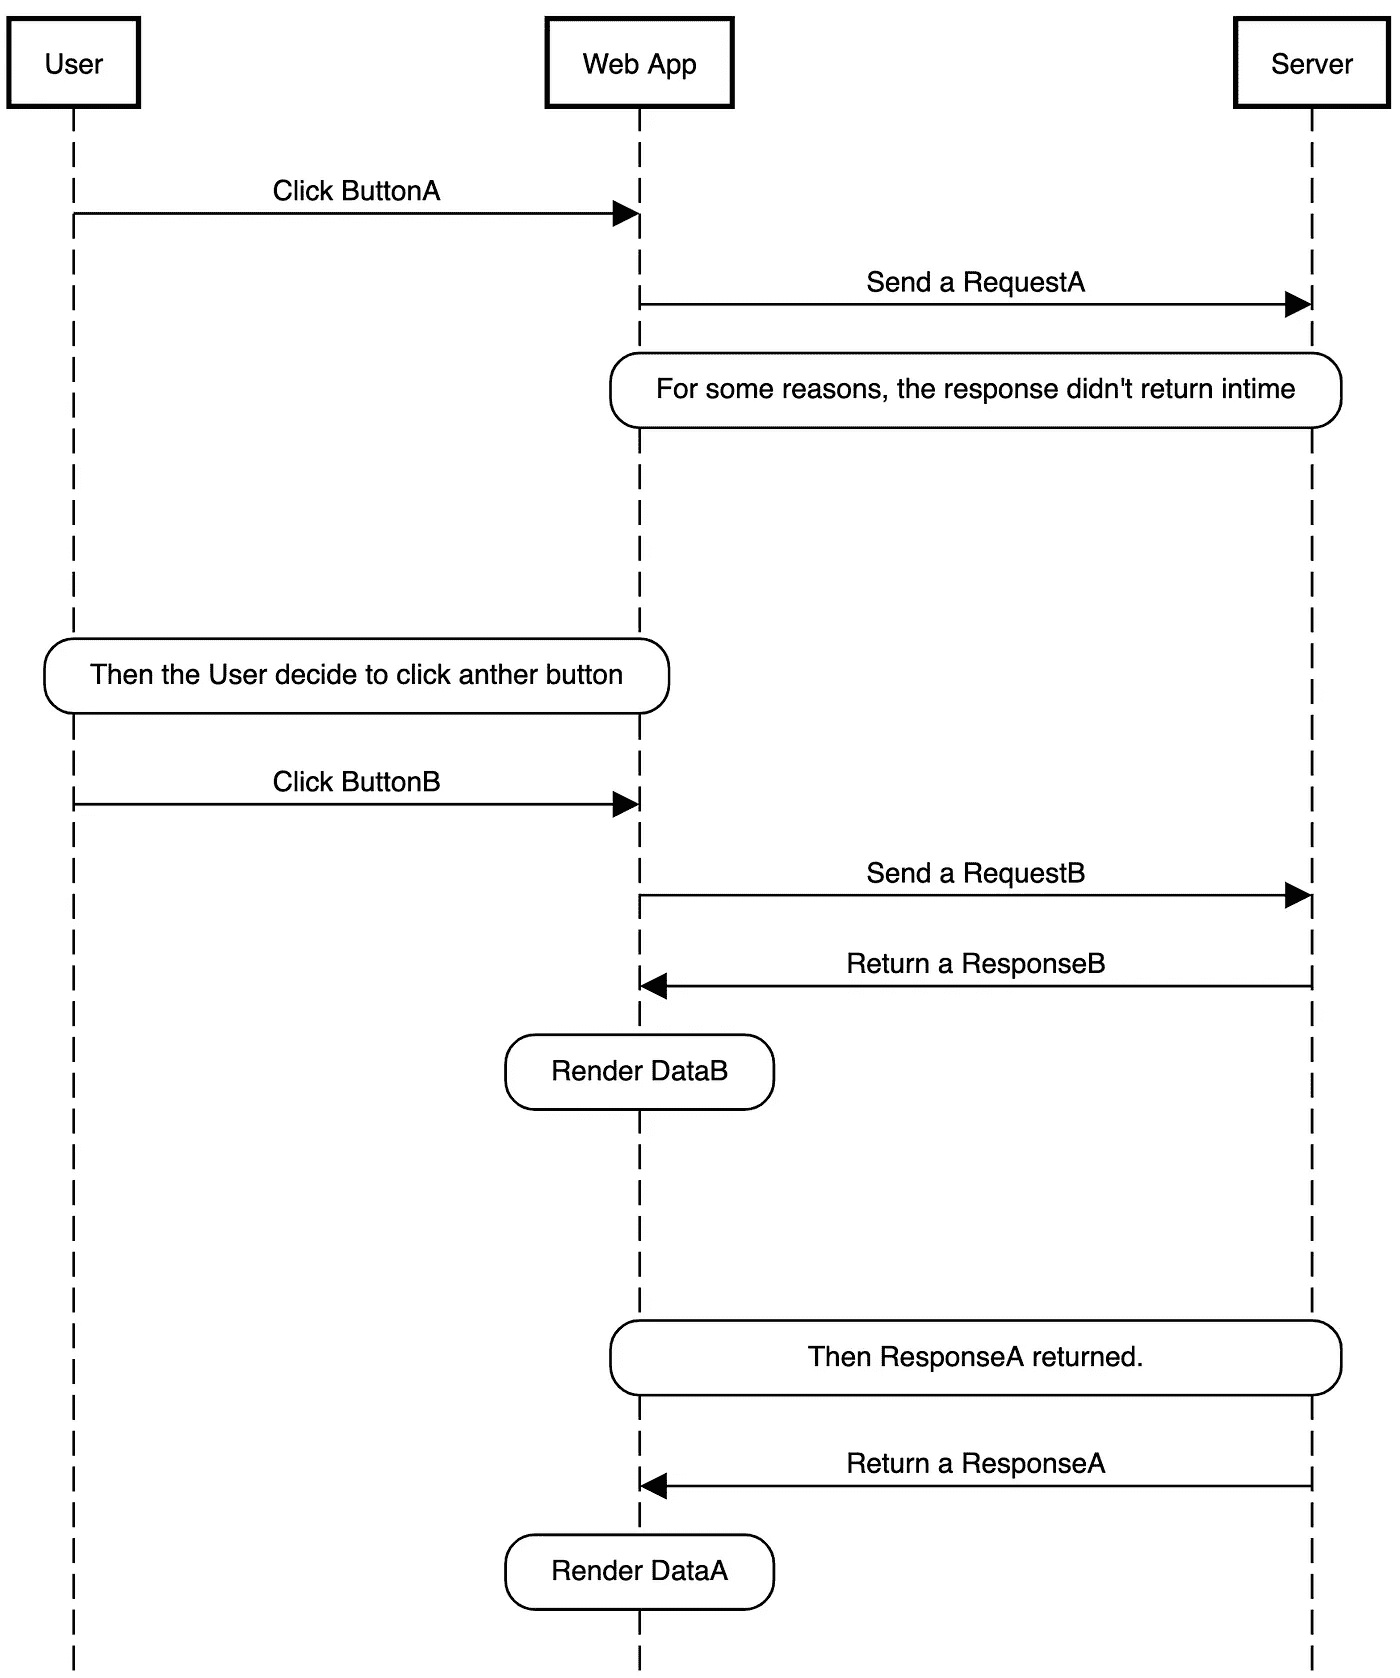 User
Web App
Server
Click ButtonA
Send a RequestA
For some reasons, the response didn't return intime
Then the User decide to click anther button
Click ButtonB
Send a RequestB
Return a ResponseB
Render DataB
Then ResponseA returned.
Return a ResponseA
Render DataA